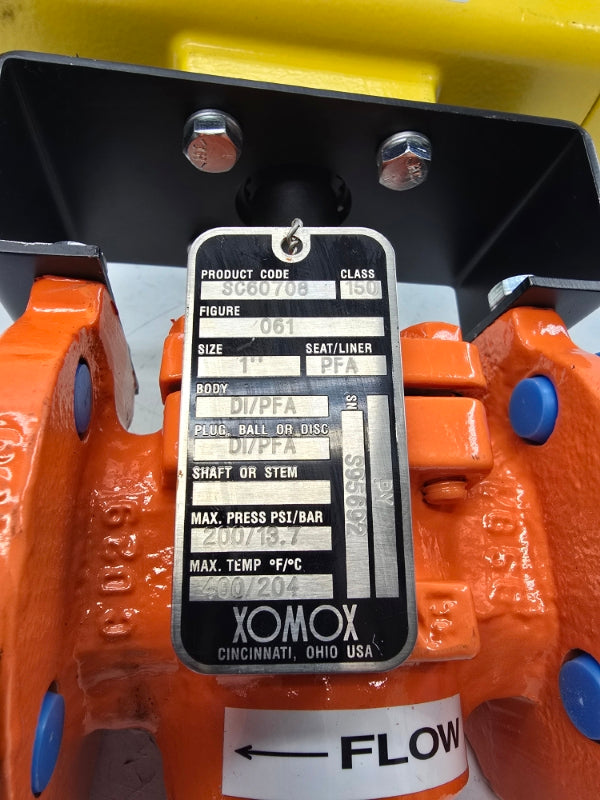 PRODUCT CODE CLASS
SC60708 150
FIGURE
061
SIZE SEAT/LINER
1" PFA
BODY
DI/PFA
PLUG, BALL OR DISC
DI/PFA
SN
S95692
PV
SHAFT OR STEM
MAX. PRESS PSI/BAR
200/13.7
MAX. TEMP °F/°C
400/204
XOMOX
CINCINNATI, OHIO USA
← FLOW